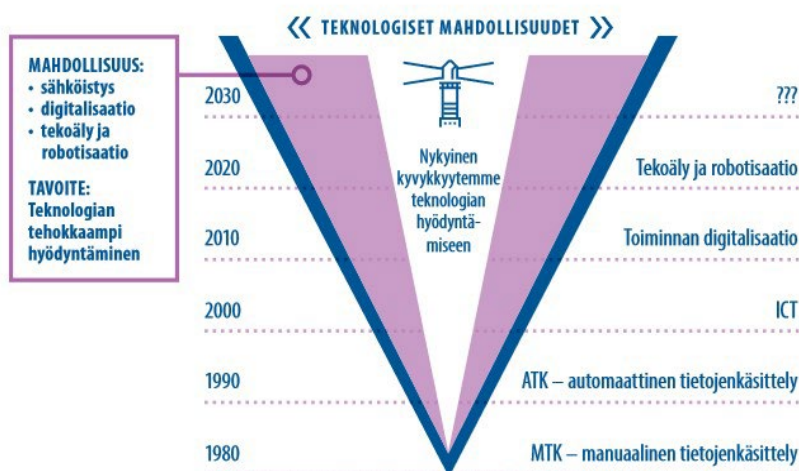 TEKNOLOGISET MAHDOLLISUUDET
MAHDOLLISUUS:
• sähköistys
• digitalisaatio
• tekoäly ja
robotisaatio
TAVOITE:
Teknologian
tehokkaampi
hyödyntäminen
Nykyinen
kyvykkyytemme
teknologian
hyödyntä-
miseen
2030
???
2020
Tekoäly ja robotisaatio
2010
Toiminnan digitalisaatio
2000
ICT
1990
ATK – automaattinen tietojenkäsittely
1980
MTK – manuaalinen tietojenkäsittely